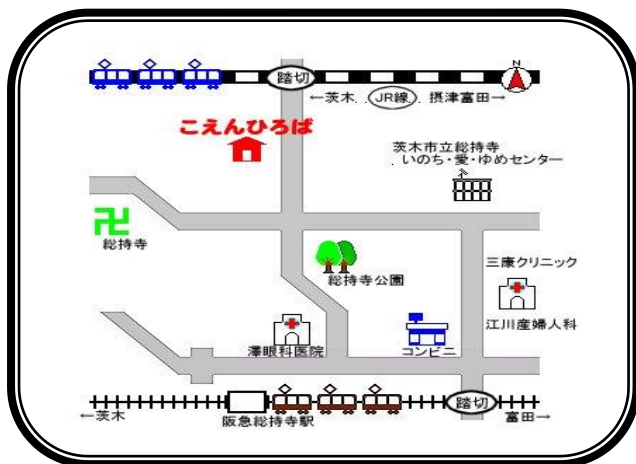 踏切
N
←茨木 JR線 摂津富田→
こえんひろば
茨木市立総持寺
いのち・愛・ゆめセンター
卍
総持寺
三康クリニック
総持寺公園
江川産婦人科
澤眼科医院
コンビニ
踏切
←茨木
阪急総持寺駅
富田→